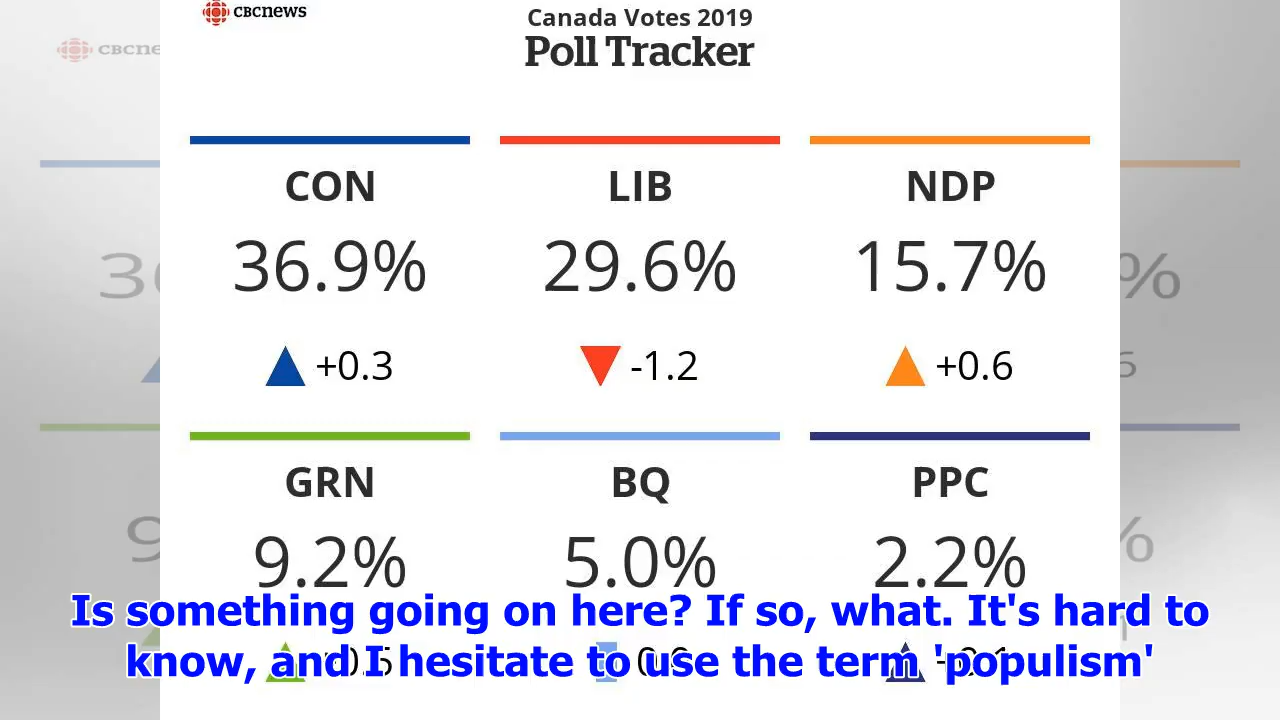 CBCNEWS
Canada Votes 2019
Poll Tracker
CON
LIB
NDP
36.9%
29.6%
15.7%
+0.3
-1.2
+0.6
GRN
BQ
PPC
9.2%
5.0%
2.2%
Is something going on here? If so, what. It's hard to
know, and I hesitate to use the term 'populism'